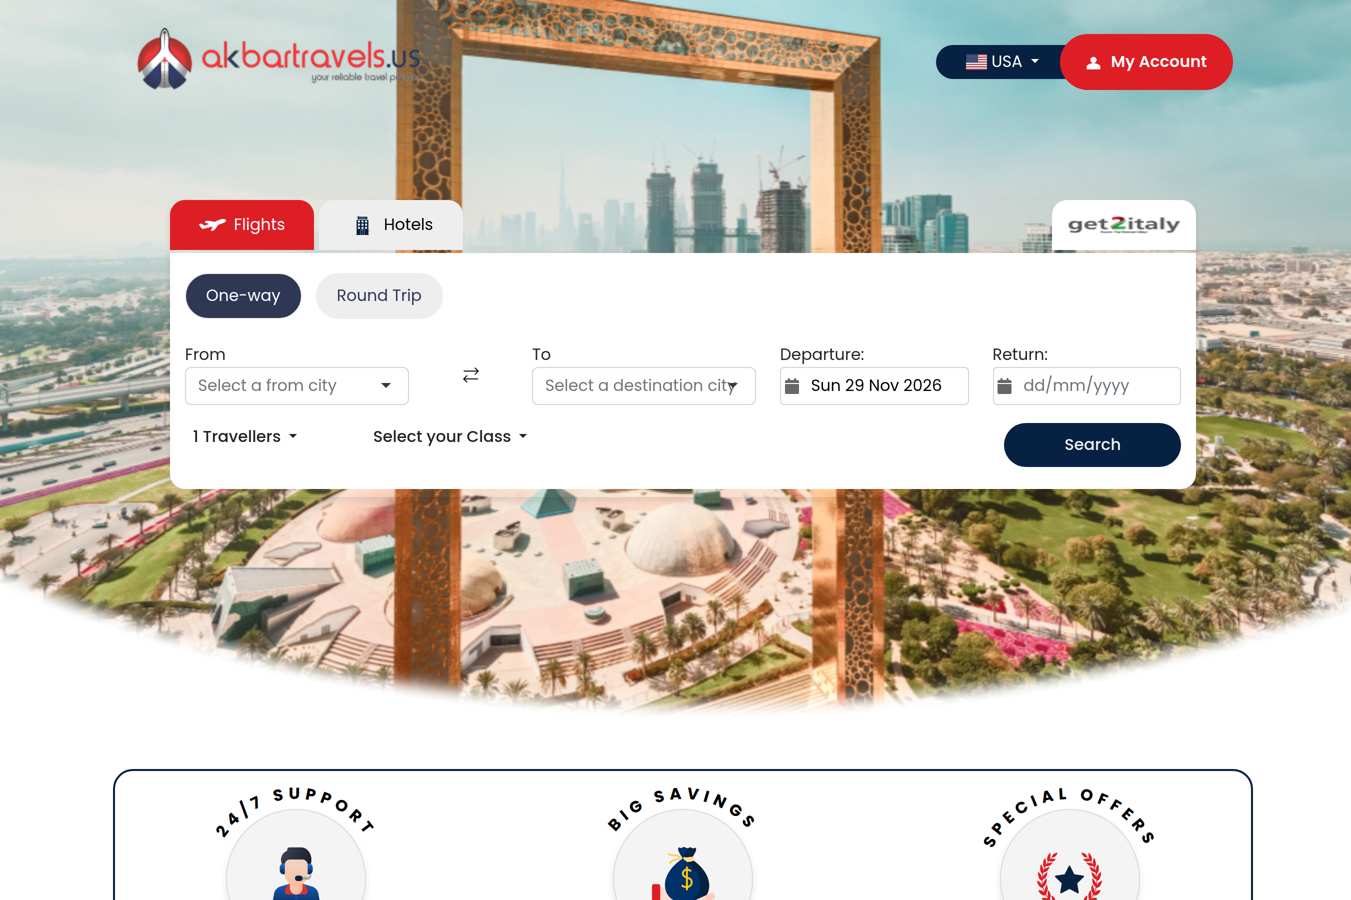 akbartravels.us
your reliable travel
USA
My Account
Flights
Hotels
get2italy
One-way
Round Trip
From
To
Departure:
Return:
Select a from city
Select a destination city
Sun 29 Nov 2026
dd/mm/yyyy
1 Travellers
Select your Class
Search
24/7 SUPPORT
BIG SAVINGS
SPECIAL OFFERS
$